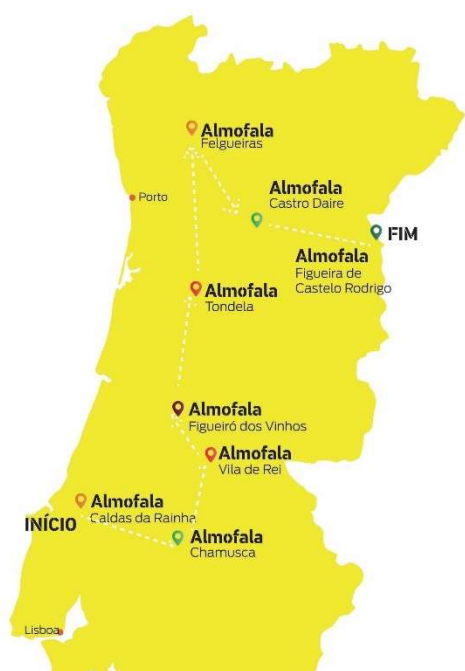 Almofala
Felgueiras
Porto
Almofala
Castro Daire
FIM
Almofala
Figueira de
Castelo Rodrigo
Almofala
Tondela
Almofala
Figueiró dos Vinhos
Almofala
Vila de Rei
Almofala
Caldas da Rainha
INÍCIO
Almofala
Chamusca
Lisboa